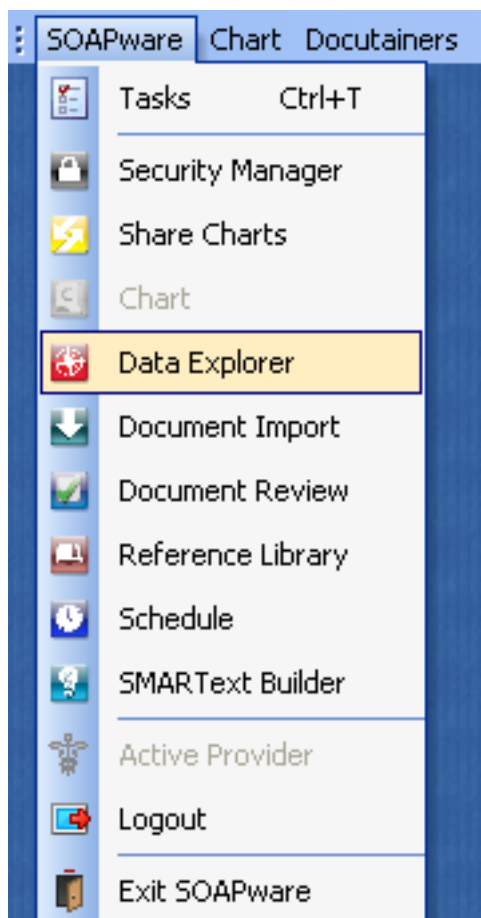 SOAPware Chart Docutainers
Tasks Ctrl+T
Security Manager
Share Charts
Chart
Data Explorer
Document Import
Document Review
Reference Library
Schedule
SMARText Builder
Active Provider
Logout
Exit SOAPware